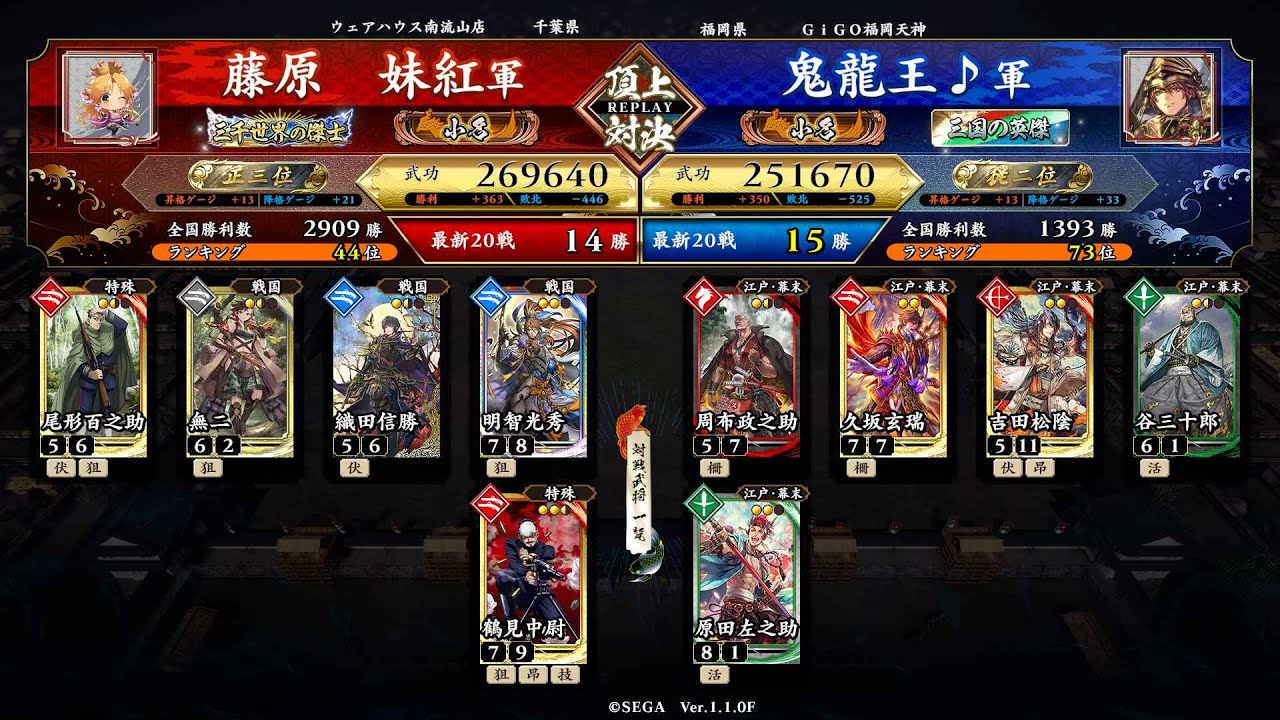 ウェアハウス南流山店 千葉県
福岡県 GiGO福岡天神
藤原 妹紅軍
頂上
REPLAY
対決
鬼龍王♪軍
三千世界の傑士
小名
小名
三国の英傑
正三位
武功 269640
武功 251670
従二位
昇格ゲージ +13 降格ゲージ +21
勝利 +363 敗北 -446
勝利 +350 敗北 -525
昇格ゲージ +13 降格ゲージ +33
全国勝利数 2909 勝
最新20戦 14 勝
最新20戦 15 勝
全国勝利数 1393 勝
ランキング 44位
ランキング 73位
特殊
戦国
戦国
戦国
江戸・幕末
江戸・幕末
江戸・幕末
江戸・幕末
尾形百之助
無二
織田信勝
明智光秀
周布政之助
久坂玄瑞
吉田松陰
谷三十郎
5 6
6 2
5 6
7 8
5 7
7 7
5 11
6 1
伏 狙
狙
伏
狙
柵
柵
伏 昂
活
対戦武将一覧
特殊
江戸・幕末
鶴見中尉
原田左之助
7 9
8 1
狙 昂 技
活
©SEGA Ver.1.1.0F